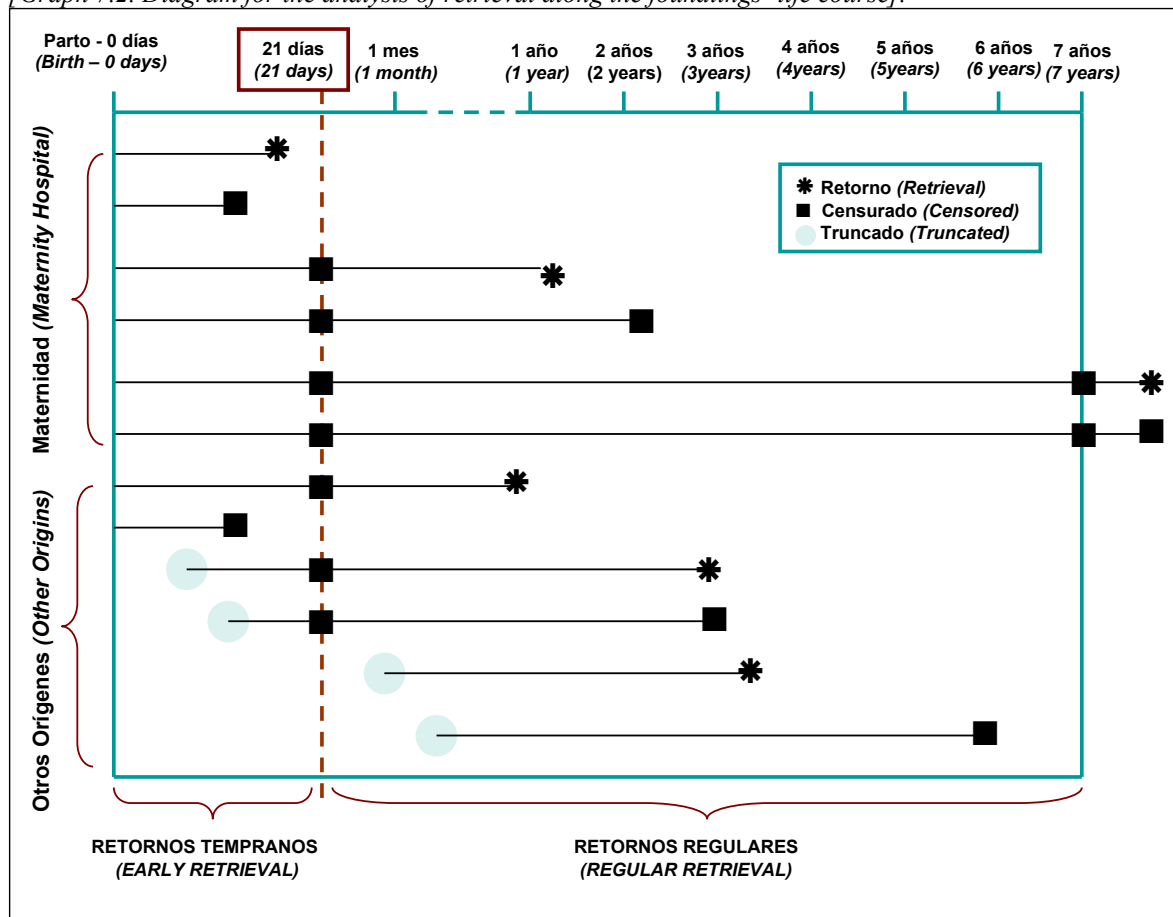 [Graph 7.2. Diagram for the analysis of retrieval along the foundlings' life course].
Parto - 0 días
(Birth – 0 days)
21 días
(21 days)
1 mes
(1 month)
1 año
(1 year)
2 años
(2 years)
3 años
(3years)
4 años
(4years)
5 años
(5years)
6 años
(6 years)
7 años
(7 years)
Maternidad (Maternity Hospital)
Retorno (Retrieval)
Censurado (Censored)
Truncado (Truncated)
Otros Orígenes (Other Origins)
RETORNOS TEMPRANOS
(EARLY RETRIEVAL)
RETORNOS REGULARES
(REGULAR RETRIEVAL)